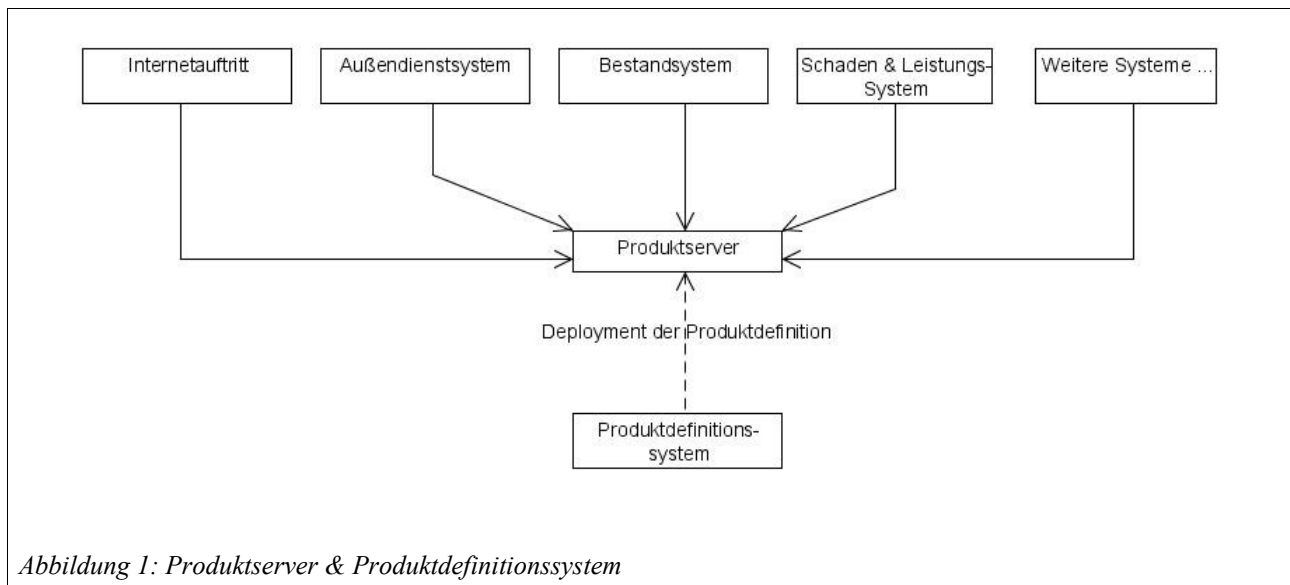 Internetauftritt
Außendienstsystem
Bestandsystem
Schaden & Leistungs-
System
Weitere Systeme ...
Produktserver
Deployment der Produktdefinition
Produktdefinitions-
system
Abbildung 1: Produktserver & Produktdefinitionssystem